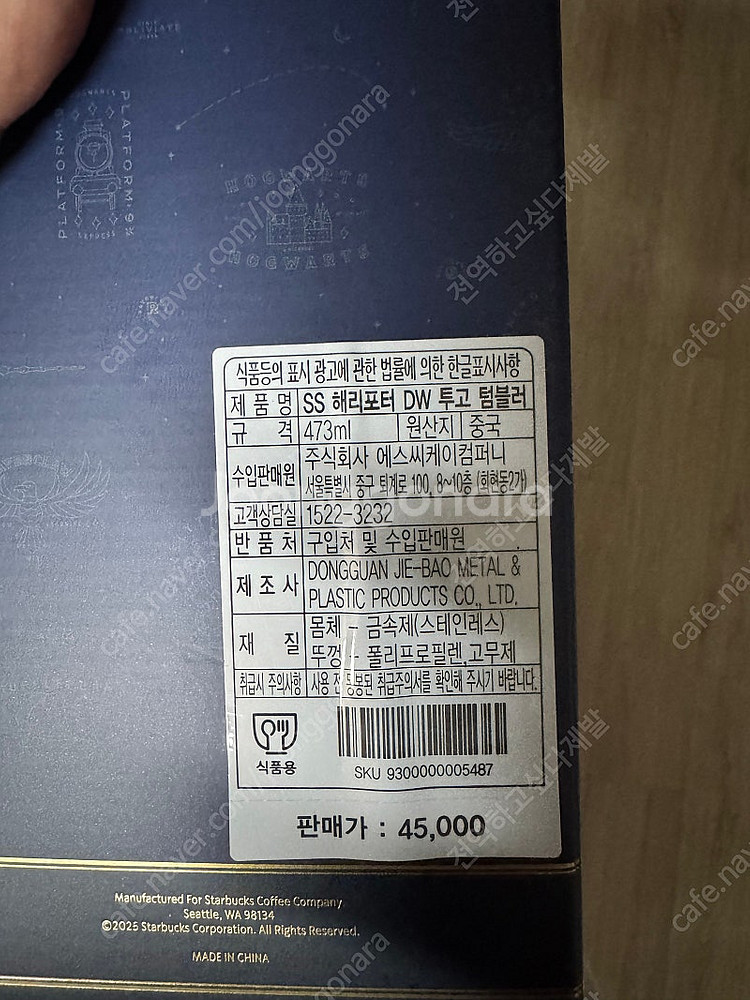 PLATFORM 9¾
HOGWARTS
HOGWARTS
EXPRESS
식품등의 표시 광고에 관한 법률에 의한 한글표시사항
제 품 명 SS 해리포터 DW 투고 텀블러
규 격 473ml 원산지 중국
수입판매원 주식회사 에스씨케이컴퍼니
서울특별시 중구 퇴계로 100, 8~10층 (회현동2가)
고객상담실 1522-3232
반 품 처 구입처 및 수입판매원
제 조 사 DONGGUAN JIE-BAO METAL &
PLASTIC PRODUCTS CO., LTD.
재 질 몸체 - 금속제(스테인레스)
뚜껑 - 폴리프로필렌,고무제
취급시 주의사항 사용 전 동봉된 취급주의서를 확인해 주시기 바랍니다.
식품용
SKU 9300000005487
판매가 : 45,000
Manufactured For Starbucks Coffee Company
Seattle, WA 98134
©2025 Starbucks Corporation. All Rights Reserved.
MADE IN CHINA
Joonggonara
cafe.naver.com/joonggonara
전역하고싶다제발